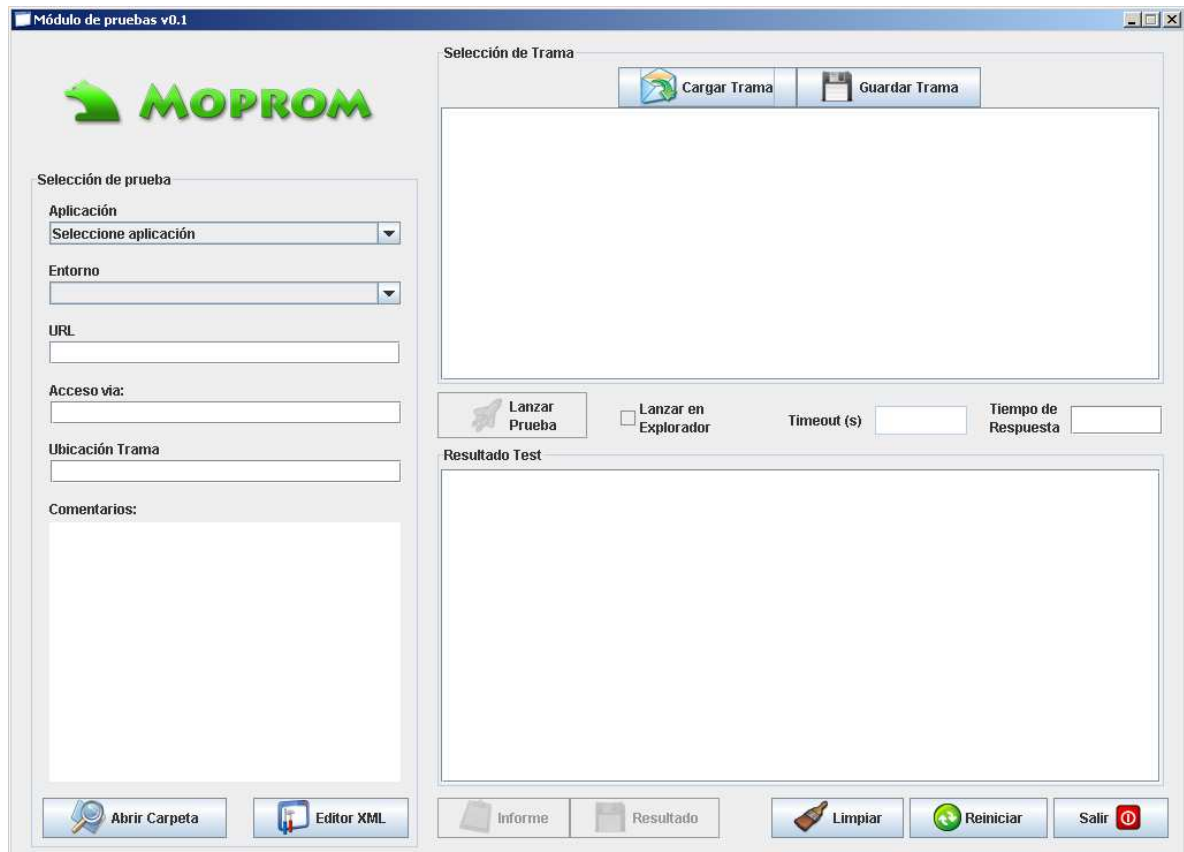 Módulo de pruebas v0.1
MOPROM
Selección de prueba
Aplicación
Seleccione aplicación
Entorno
URL
Acceso via:
Ubicación Trama
Comentarios:
Abrir Carpeta
Editor XML
Selección de Trama
Cargar Trama
Guardar Trama
Lanzar
Prueba
Lanzar en
Explorador
Timeout (s)
Tiempo de
Respuesta
Resultado Test
Informe
Resultado
Limpiar
Reiniciar
Salir